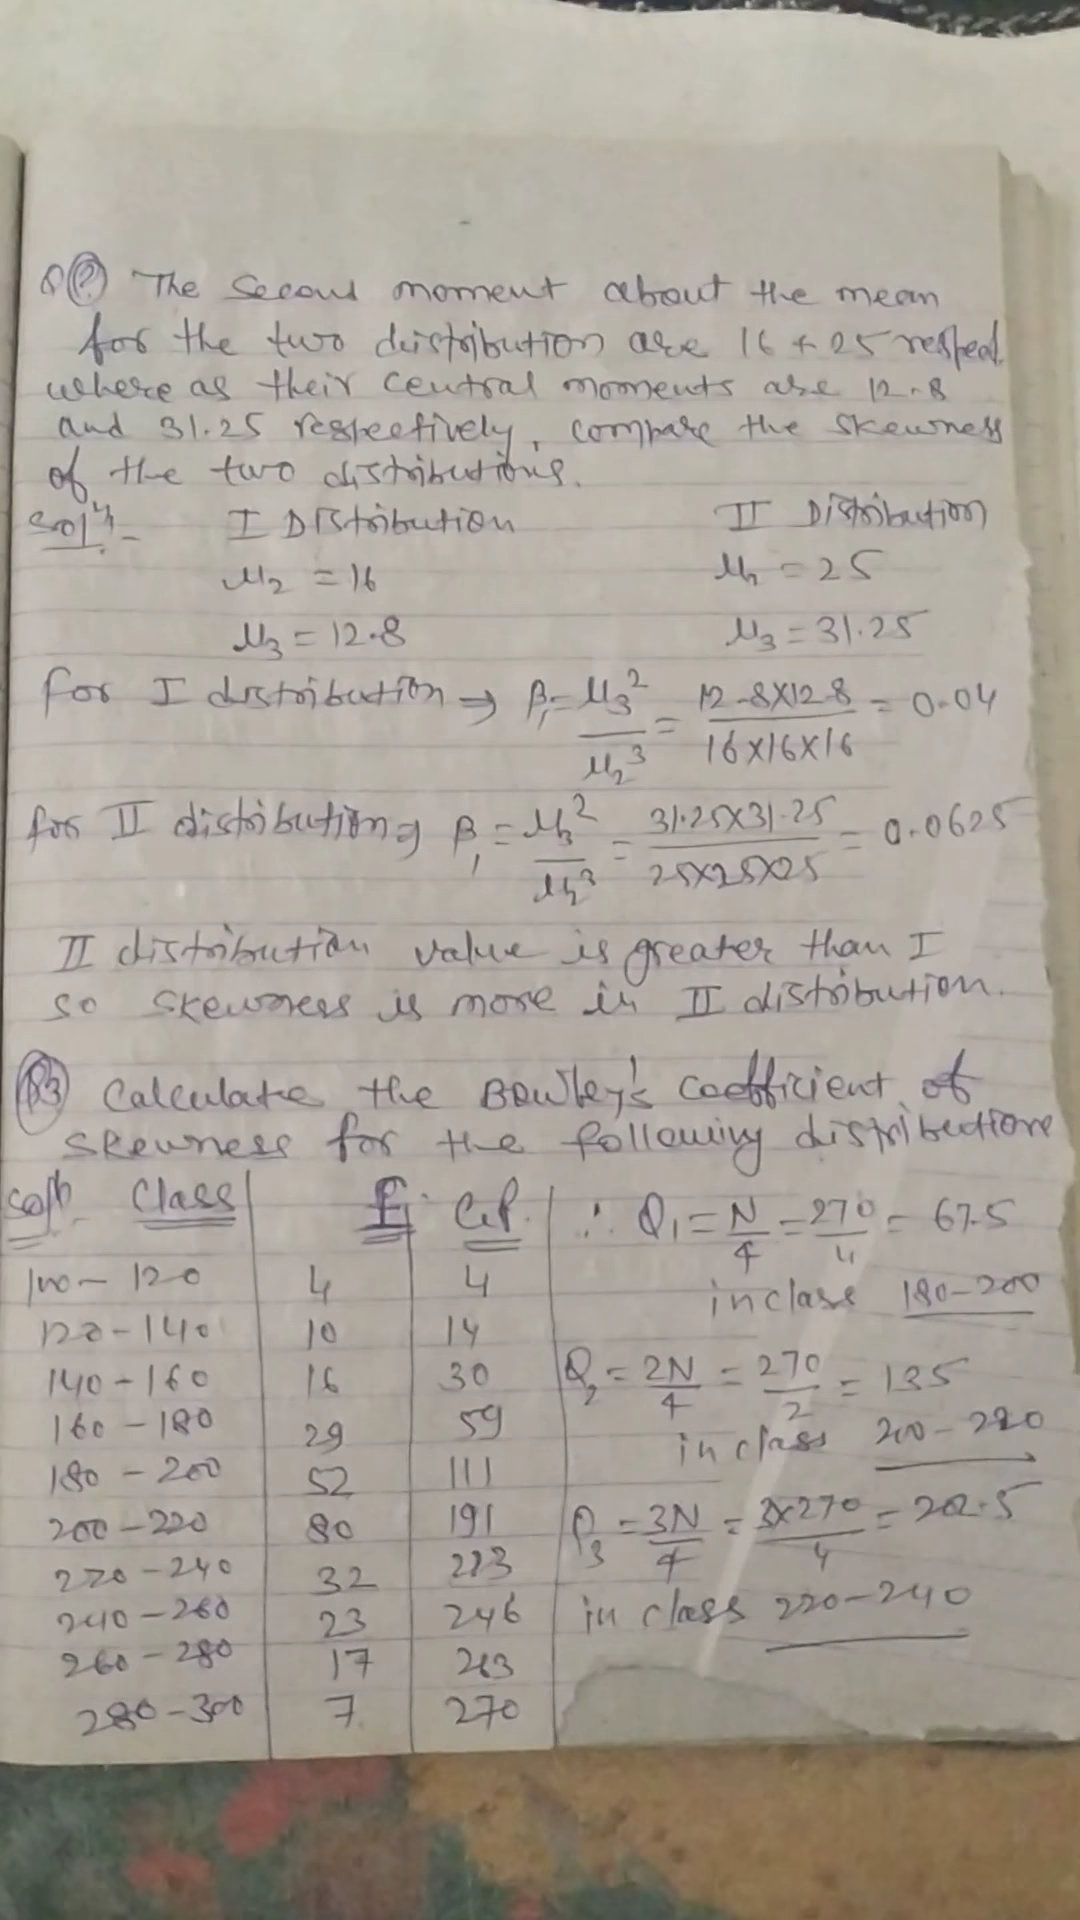 Q② The Second moment about the mean
for the two distribution are 16 & 25 respect.
where as their central moments are 12.8
and 31.25 respectively, compare the skewness
of the two distributions.
Solⁿ- I Distribution II Distribution
μ₂ = 16 μ₂ = 25
μ₃ = 12.8 μ₃ = 31.25
for I distribution → β₁ = μ₃²/μ₂³ = 12.8×12.8/16×16×16 = 0.04
for II distribution → β₁ = μ₃²/μ₂³ = 31.25×31.25/25×25×25 = 0.0625
II distribution value is greater than I
so skewness is more in II distribution.
Q3 Calculate the Bowley's Coefficient of
skewness for the following distribution
Solⁿ Class | f | C.f. | ∴ Q₁ = N/4 = 270/4 = 67.5
100 - 120 | 4 | 4 | in class 180-200
120 - 140 | 10 | 14
140 - 160 | 16 | 30 | Q₂ = 2N/4 = 270/2 = 135
160 - 180 | 29 | 59 | in class 200-220
180 - 200 | 52 | 111
200 - 220 | 80 | 191 | Q₃ = 3N/4 = 3×270/4 = 202.5
220 - 240 | 32 | 223
240 - 260 | 23 | 246 | in class 220-240
260 - 280 | 17 | 263
280 - 300 | 7 | 270